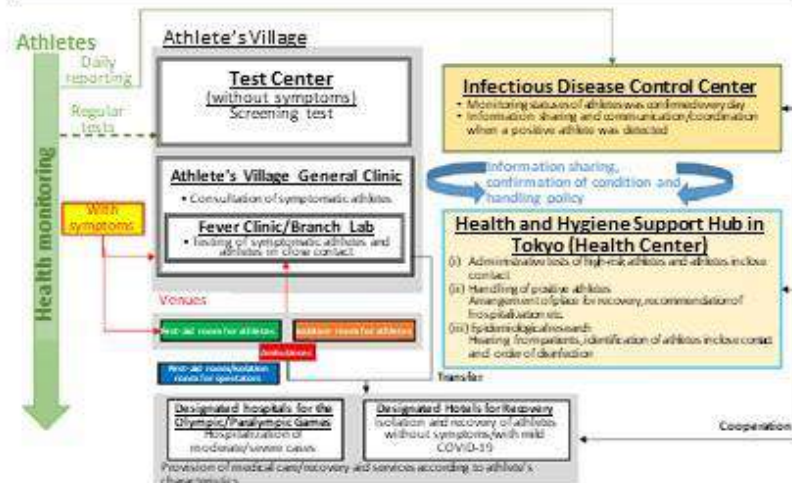 Athletes
Daily
reporting
Regular
tests
With
symptoms
Health monitoring
Athlete's Village
Test Center
(without symptoms)
Screening test
Athlete's Village General Clinic
• Consultation of symptomatic athletes
Fever Clinic/Branch Lab
• Testing of symptomatic athletes and
athletes in close contact
Venues
First-aid room for athletes
Isolation room for athletes
Ambulances
First-aid room/isolation
room for spectators
Infectious Disease Control Center
• Monitoring statuses of athletes was confirmed every day
• Information sharing and communication/coordination
when a positive athlete was detected
Information sharing,
confirmation of condition and
handling policy
Health and Hygiene Support Hub in
Tokyo (Health Center)
(i) Administrative tests of high-risk athletes and athletes in close
contact
(ii) Handling of positive athletes
Arrangement of place for recovery, recommendation of
hospitalisation etc.
(iii) Epidemiological research
Hearing from patients, identification of athletes in close contact
and order of disinfection
Transfer
Designated hospitals for the
Olympic/Paralympic Games
Hospitalization of
moderate/severe cases
Designated Hotels for Recovery
Isolation and recovery of athletes
without symptoms/with mild
COVID-19
Cooperation
Provision of medical care/recovery aid services according to athlete's
characteristics